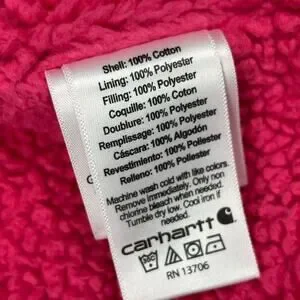 Shell: 100% Cotton
Lining: 100% Polyester
Filling: 100% Polyester
Coquille: 100% Coton
Doublure: 100% Polyester
Remplissage: 100% Polyester
Cáscara: 100% Algodón
Revestimiento: 100% Poliester
Relleno: 100% Poliester
Machine wash cold with like colors.
Remove immediately. Only non
chlorine bleach when needed.
Tumble dry low. Cool iron if
needed.
carhartt
RN 13706